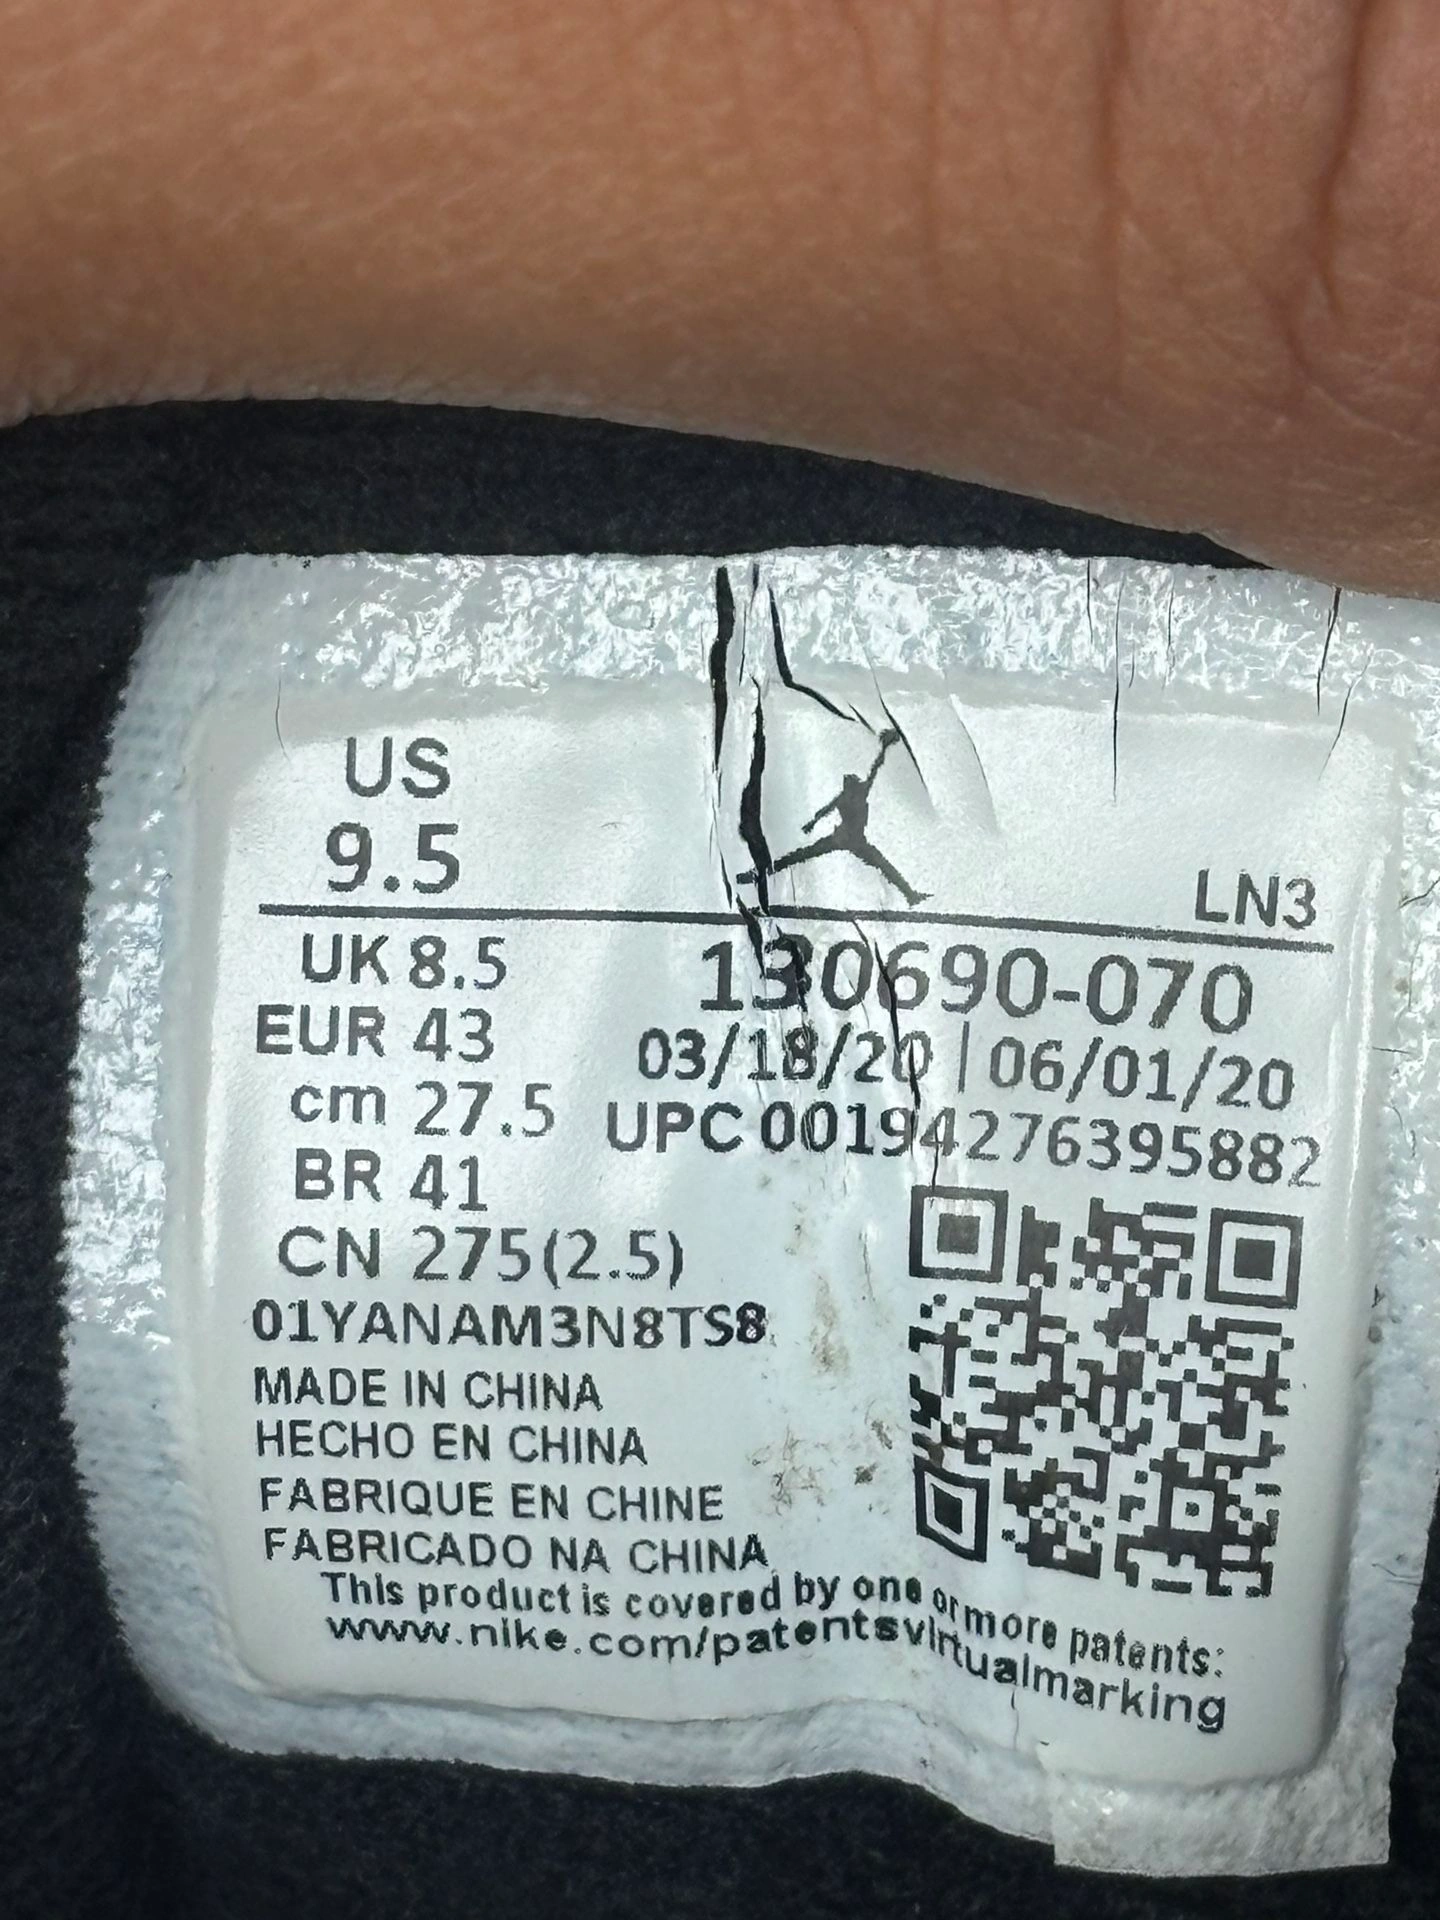 US
9.5
LN3
UK 8.5
130690-070
EUR 43
03/18/20 | 06/01/20
cm 27.5
UPC 00194276395882
BR 41
CN 275(2.5)
01YANAM3N8TS8
MADE IN CHINA
HECHO EN CHINA
FABRIQUE EN CHINE
FABRICADO NA CHINA
This product is covered by one or more patents:
www.nike.com/patentsvirtualmarking